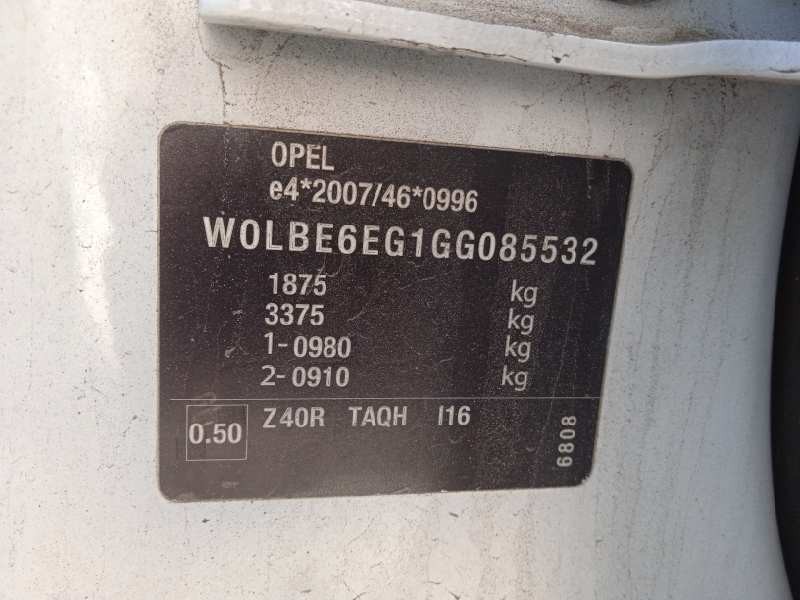 OPEL
e4*2007/46*0996
W0LBE6EG1GG085532
1875 kg
3375 kg
1-0980 kg
2-0910 kg
0.50 Z40R TAQH I16
6808